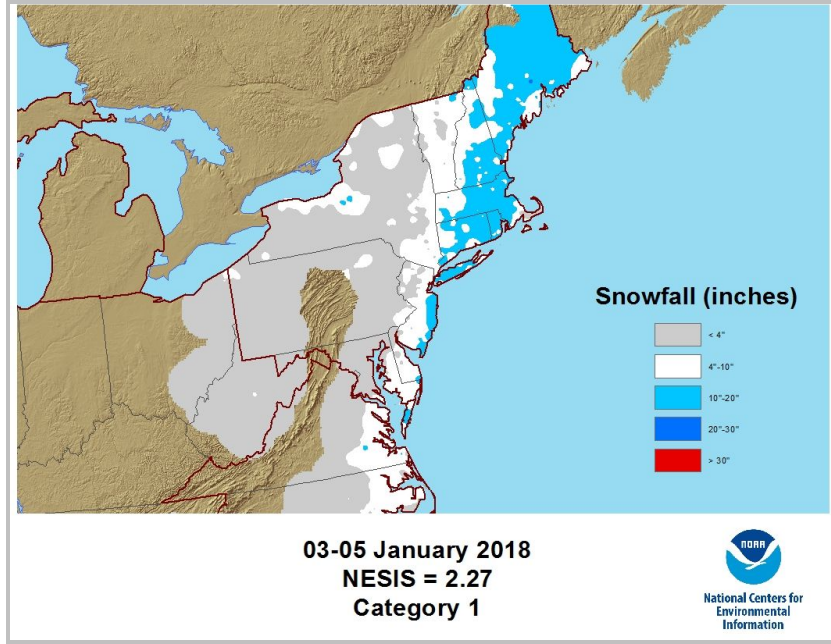 Snowfall (inches)
< 4"
4"-10"
10"-20"
20"-30"
> 30"
03-05 January 2018
NESIS = 2.27
Category 1
NOAA
National Centers for
Environmental
Information